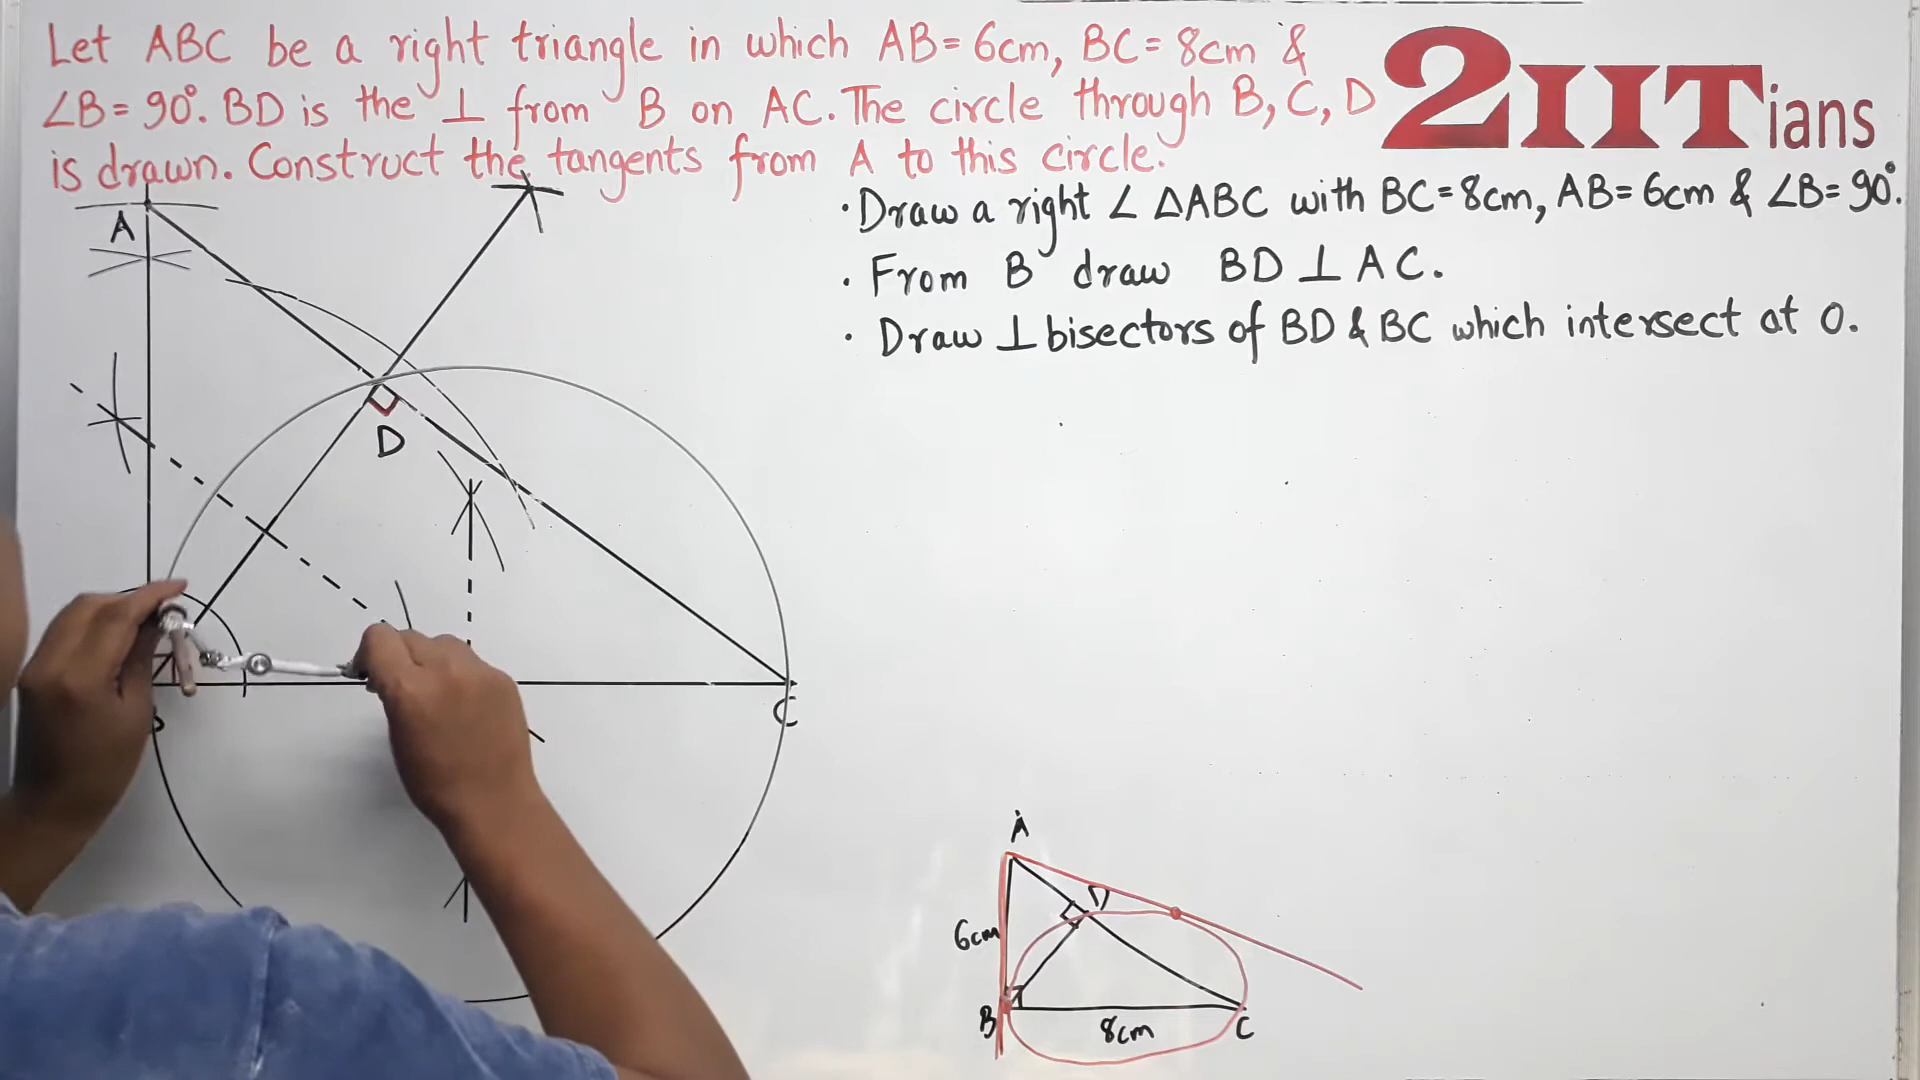 Let ABC be a right triangle in which AB= 6cm, BC= 8cm &
∠B= 90°. BD is the ⊥ from B on AC. The circle through B, C, D
is drawn. Construct the tangents from A to this circle.
2IITians
·Draw a right ∠ △ABC with BC=8cm, AB=6cm & ∠B=90°.
· From B draw BD ⊥ AC.
· Draw ⊥ bisectors of BD & BC which intersect at O.
A
D
C
A
D
6cm
B
8cm
C